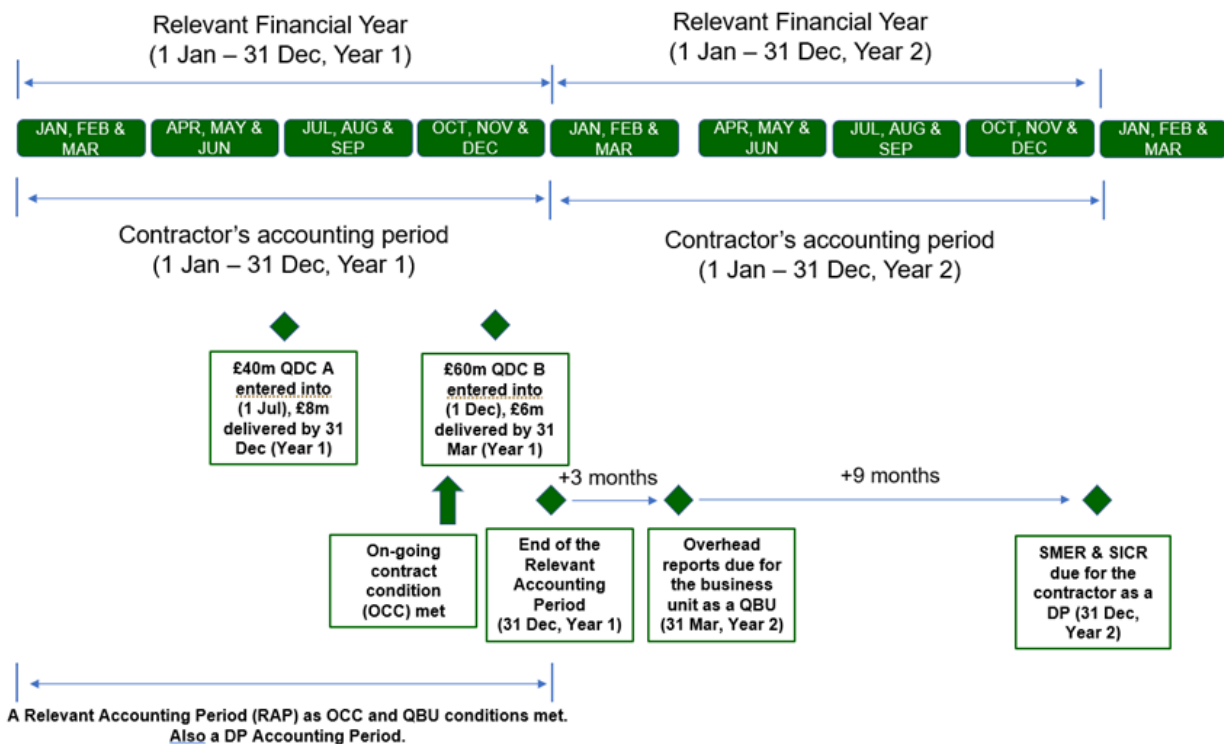 Relevant Financial Year
(1 Jan – 31 Dec, Year 1)
Relevant Financial Year
(1 Jan – 31 Dec, Year 2)
JAN, FEB &
MAR
APR, MAY &
JUN
JUL, AUG &
SEP
OCT, NOV &
DEC
JAN, FEB &
MAR
APR, MAY &
JUN
JUL, AUG &
SEP
OCT, NOV &
DEC
JAN, FEB &
MAR
Contractor's accounting period
(1 Jan – 31 Dec, Year 1)
Contractor's accounting period
(1 Jan – 31 Dec, Year 2)
£40m QDC A
entered into
(1 Jul), £8m
delivered by 31
Dec (Year 1)
£60m QDC B
entered into
(1 Dec), £6m
delivered by 31
Mar (Year 1)
+3 months
+9 months
On-going
contract
condition
(OCC) met
End of the
Relevant
Accounting
Period
(31 Dec, Year 1)
Overhead
reports due for
the business
unit as a QBU
(31 Mar, Year 2)
SMER & SICR
due for the
contractor as a
DP (31 Dec,
Year 2)
A Relevant Accounting Period (RAP) as OCC and QBU conditions met.
Also a DP Accounting Period.